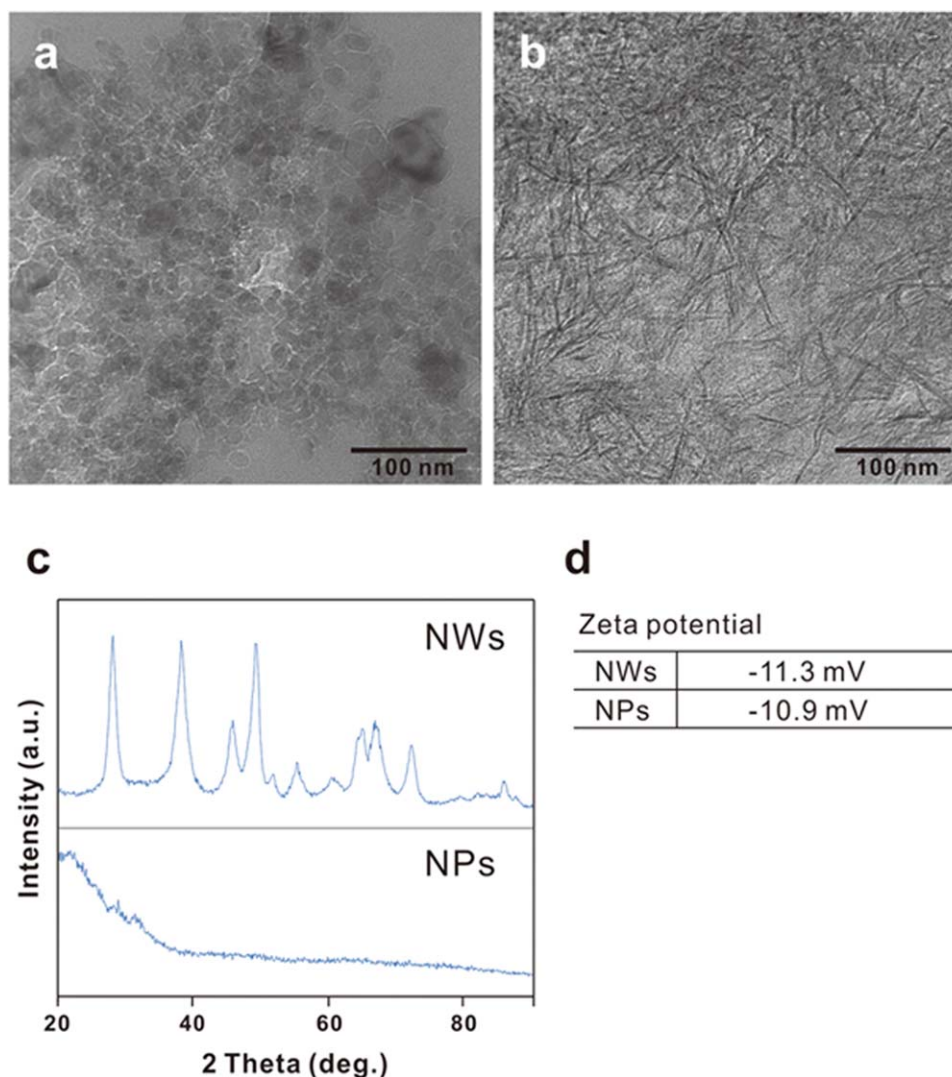 a
b
100 nm
100 nm
c
d
NWs
NPs
Intensity (a.u.)
20 40 60 80
2 Theta (deg.)
Zeta potential
NWs -11.3 mV
NPs -10.9 mV